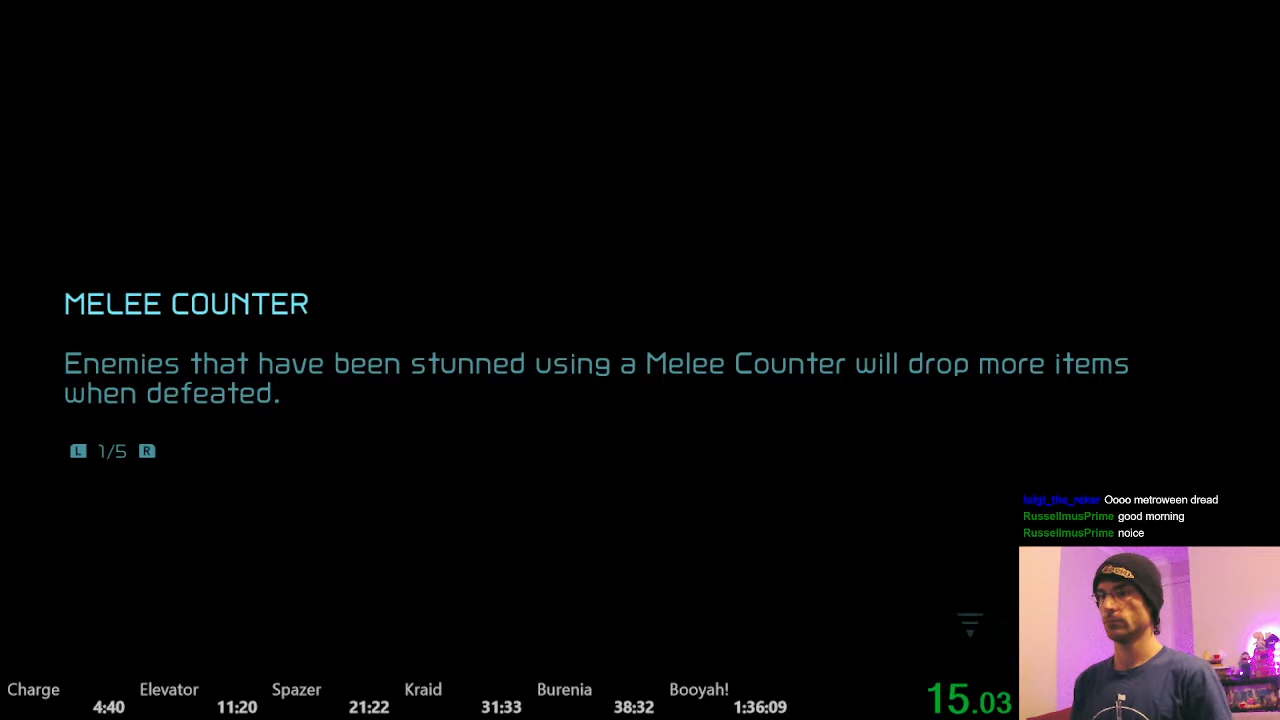 MELEE COUNTER
Enemies that have been stunned using a Melee Counter will drop more items
when defeated.
L 1/5 R
Oooo metroween dread
RussellmusPrime good morning
RussellmusPrime noice
Charge Elevator Spazer Kraid Burenia Booyah!
4:40 11:20 21:22 31:33 38:32 1:36:09
15.03